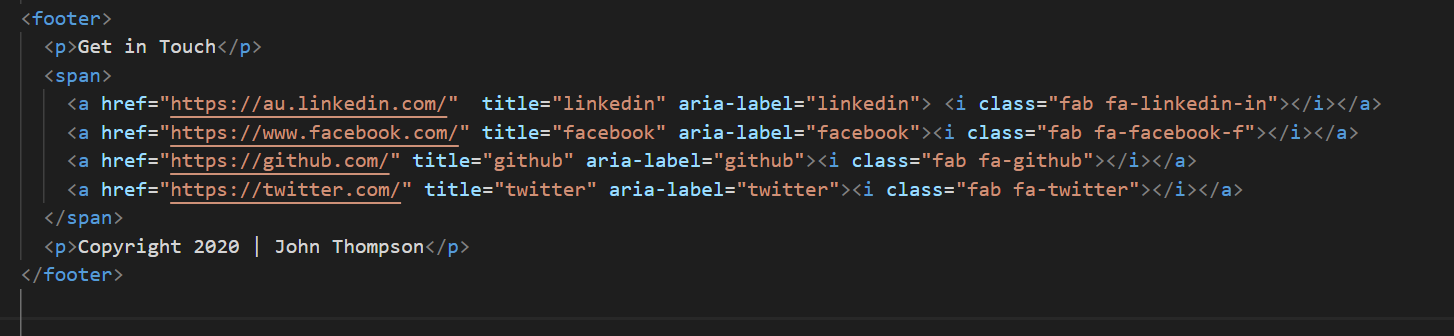 <footer>
<p>Get in Touch</p>
<span>
<a href="https://au.linkedin.com/"  title="linkedin" aria-label="linkedin"> <i class="fab fa-linkedin-in"></i></a>
<a href="https://www.facebook.com/" title="facebook" aria-label="facebook"><i class="fab fa-facebook-f"></i></a>
<a href="https://github.com/" title="github" aria-label="github"><i class="fab fa-github"></i></a>
<a href="https://twitter.com/" title="twitter" aria-label="twitter"><i class="fab fa-twitter"></i></a>
</span>
<p>Copyright 2020 | John Thompson</p>
</footer>